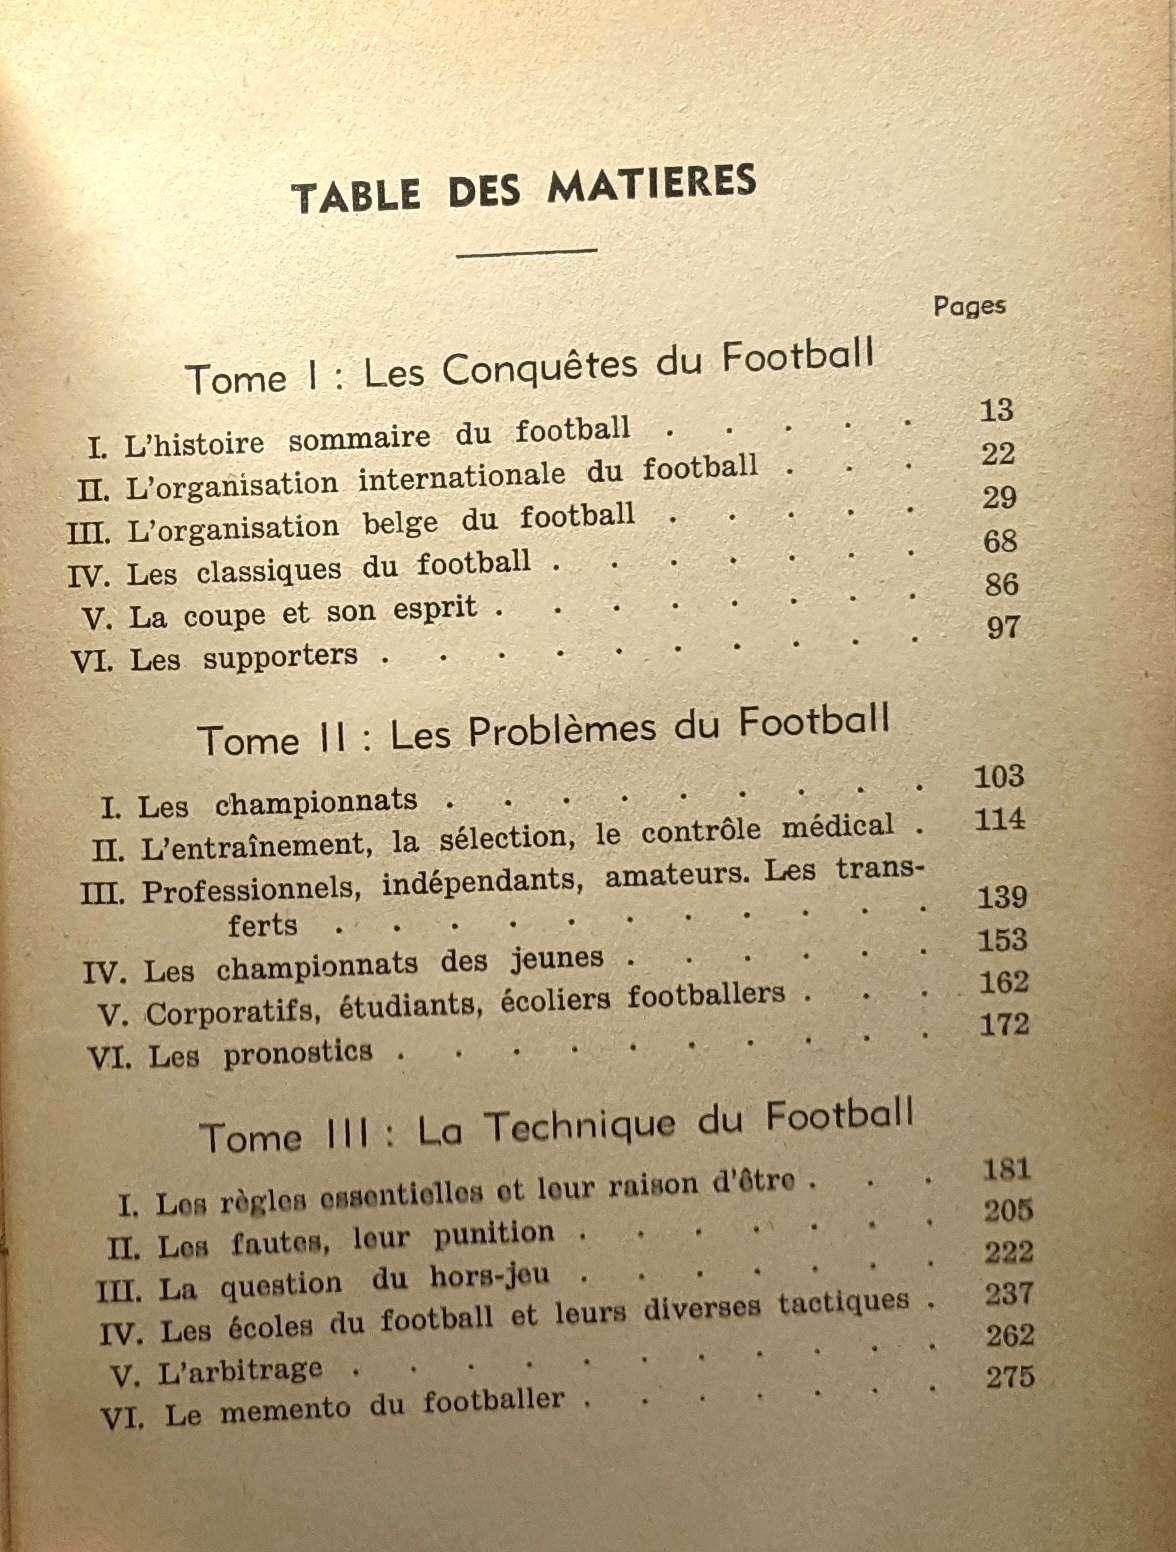 TABLE DES MATIERES
Pages
Tome I : Les Conquêtes du Football
I. L'histoire sommaire du football . . . . . 13
II. L'organisation internationale du football . . . 22
III. L'organisation belge du football . . . . . 29
IV. Les classiques du football . . . . . . . 68
V. La coupe et son esprit . . . . . . . . 86
VI. Les supporters . . . . . . . . . . 97
Tome II : Les Problèmes du Football
I. Les championnats . . . . . . . . . 103
II. L'entraînement, la sélection, le contrôle médical . 114
III. Professionnels, indépendants, amateurs. Les trans-
ferts . . . . . . . . . . . 139
IV. Les championnats des jeunes . . . . . . 153
V. Corporatifs, étudiants, écoliers footballers . . . 162
VI. Les pronostics . . . . . . . . . . 172
Tome III : La Technique du Football
I. Les règles essentielles et leur raison d'être . . . 181
II. Les fautes, leur punition . . . . . . . 205
III. La question du hors-jeu . . . . . . . 222
IV. Les écoles du football et leurs diverses tactiques . 237
V. L'arbitrage . . . . . . . . . . . 262
VI. Le memento du footballer . . . . . . . 275